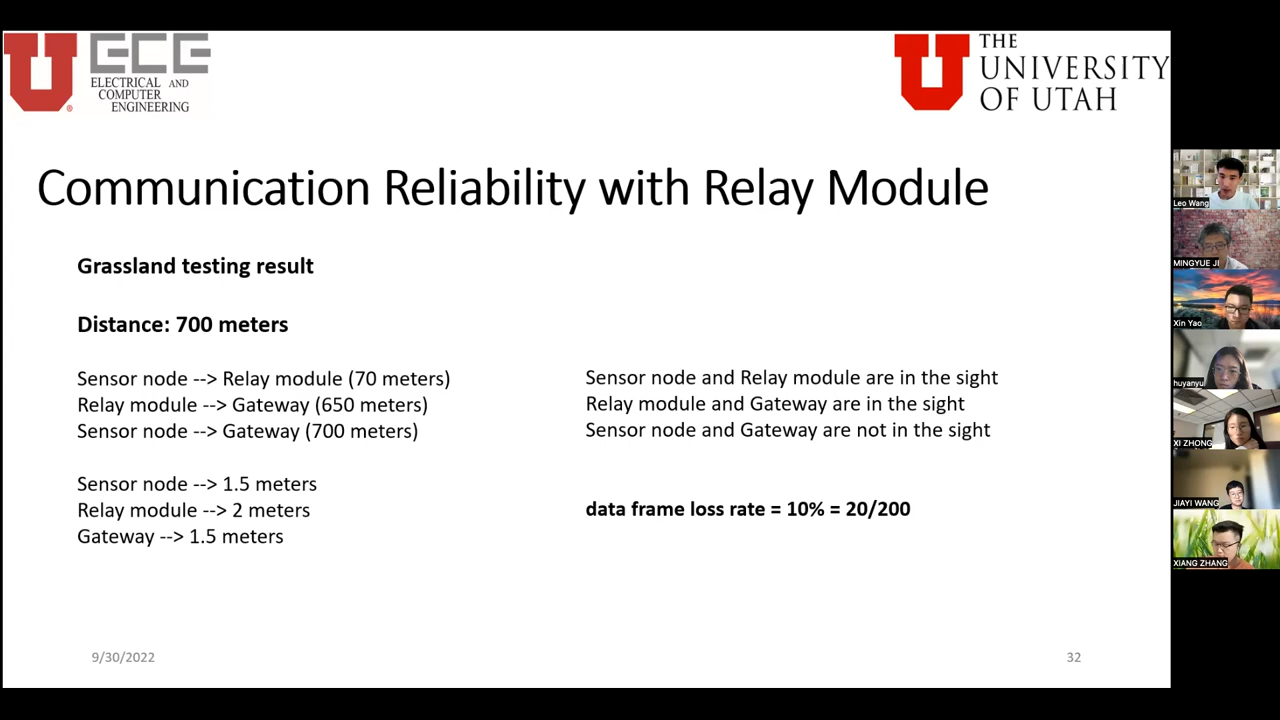 U ECE
ELECTRICAL AND
COMPUTER
ENGINEERING
®
U THE
UNIVERSITY
OF UTAH
Communication Reliability with Relay Module
Grassland testing result
Distance: 700 meters
Sensor node --> Relay module (70 meters)
Relay module --> Gateway (650 meters)
Sensor node --> Gateway (700 meters)
Sensor node --> 1.5 meters
Relay module --> 2 meters
Gateway --> 1.5 meters
Sensor node and Relay module are in the sight
Relay module and Gateway are in the sight
Sensor node and Gateway are not in the sight
data frame loss rate = 10% = 20/200
9/30/2022
32
Leo Wang
MINGYUE JI
Xin Yao
huyanyu
XI ZHONG
JIAYI WANG
XIANG ZHANG